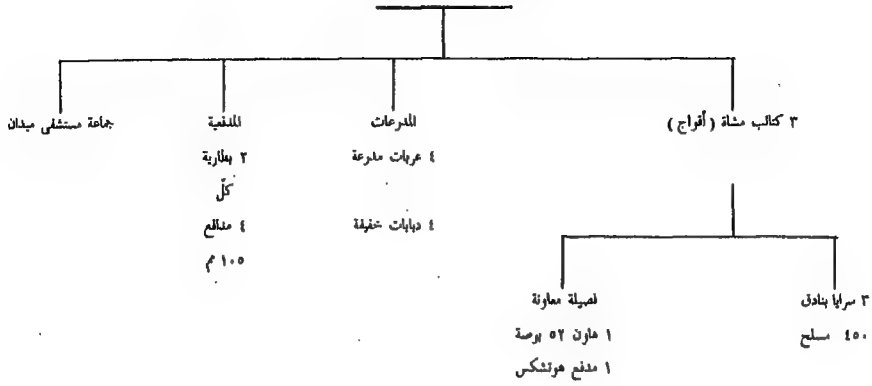 ٣ كتائب مشاة ( أفواج )
المدرعات
٤ عربات مدرعة
٤ دبابات خفيفة
المدفعية
٢ بطارية
كلّ
٤ مدافع
١٠٥ مم
جماعة مستشفى ميدان
٣ سرايا بنادق
٤٥٠ مسلح
فصيلة معاونة
١ هاون ٥٢ بوصة
١ مدفع هوتشكس